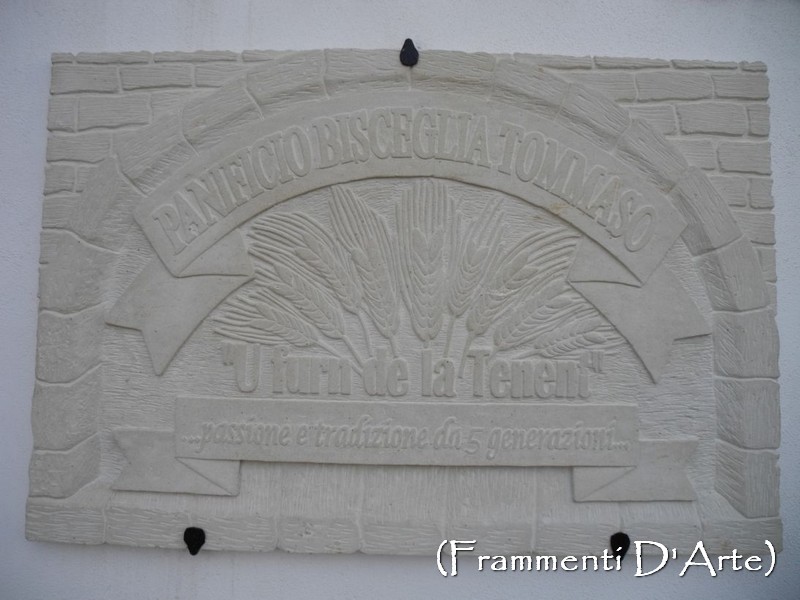 PANIFICIO BISCEGLIA TOMMASO
"U furn de la Tenent"
...passione e tradizione da 5 generazioni...
(Frammenti D'Arte)